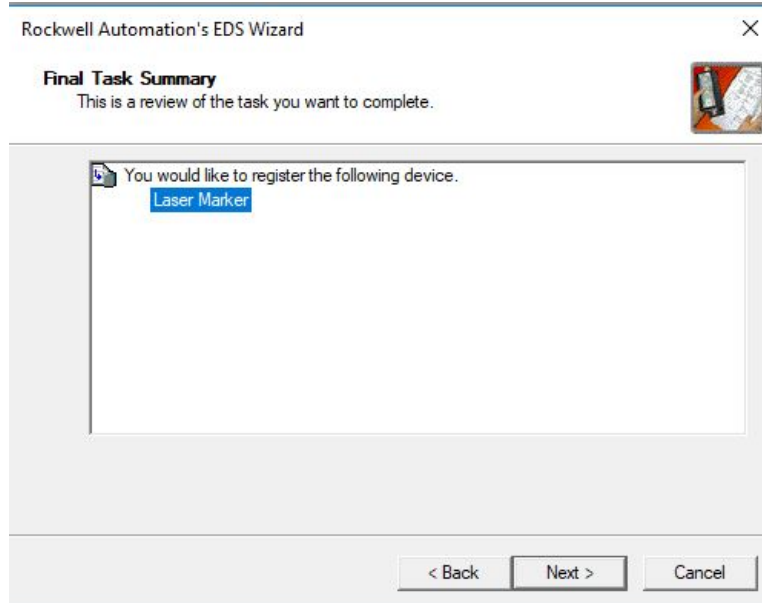 Rockwell Automation's EDS Wizard
Final Task Summary
This is a review of the task you want to complete.
You would like to register the following device.
Laser Marker
< Back
Next >
Cancel